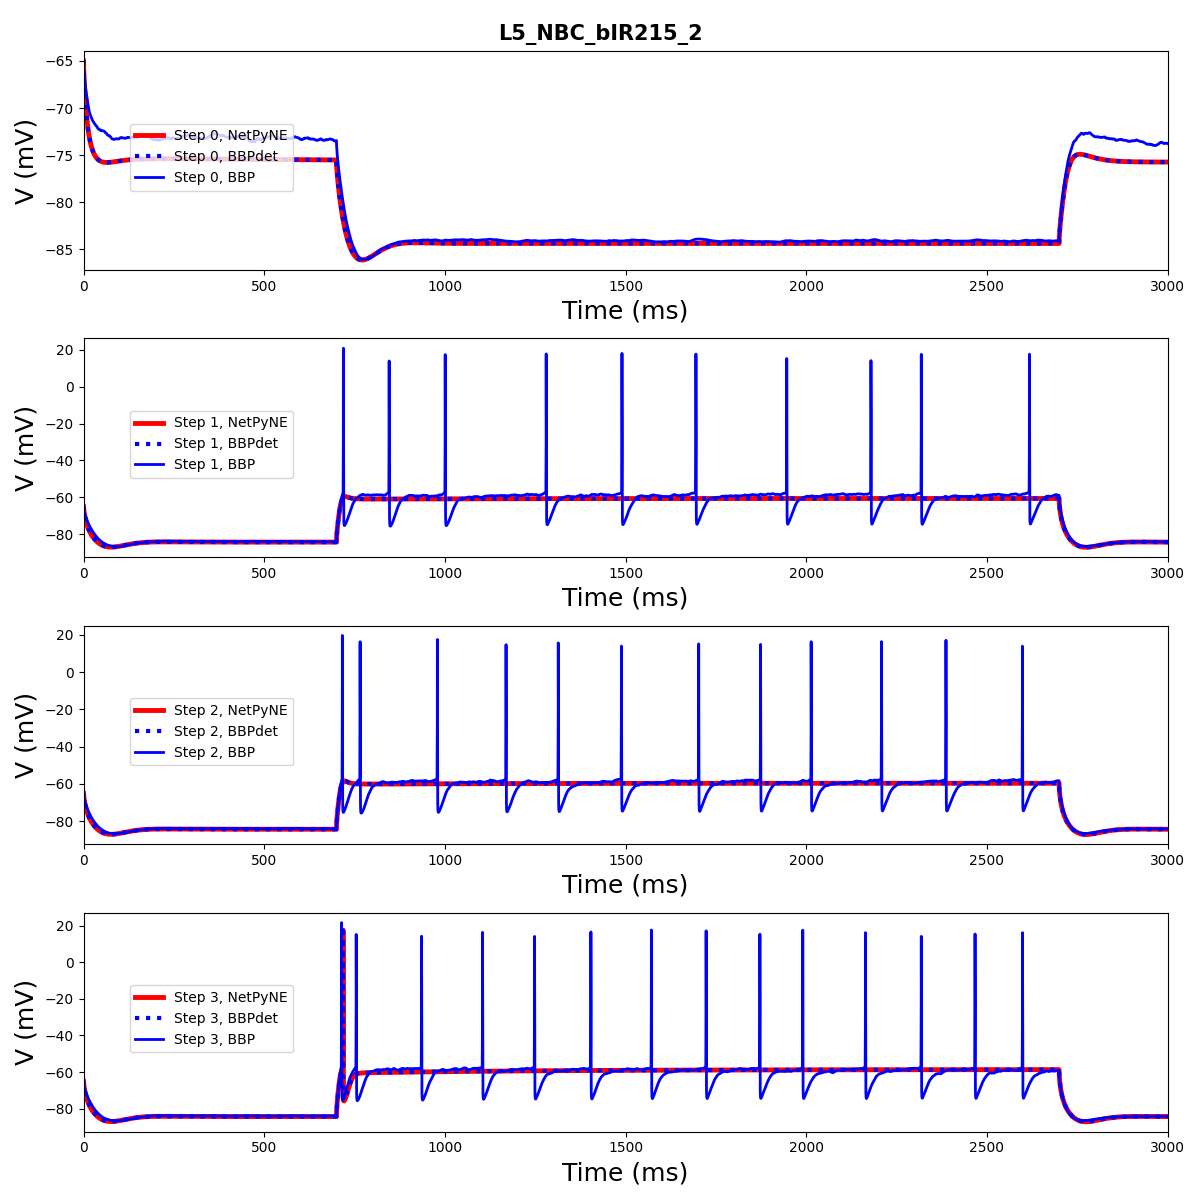 L5_NBC_bIR215_2
−65
−70
−75
−80
−85
V (mV)
Step 0, NetPyNE
Step 0, BBPdet
Step 0, BBP
0 500 1000 1500 2000 2500 3000
Time (ms)
20
0
−20
−40
−60
−80
V (mV)
Step 1, NetPyNE
Step 1, BBPdet
Step 1, BBP
0 500 1000 1500 2000 2500 3000
Time (ms)
20
0
−20
−40
−60
−80
V (mV)
Step 2, NetPyNE
Step 2, BBPdet
Step 2, BBP
0 500 1000 1500 2000 2500 3000
Time (ms)
20
0
−20
−40
−60
−80
V (mV)
Step 3, NetPyNE
Step 3, BBPdet
Step 3, BBP
0 500 1000 1500 2000 2500 3000
Time (ms)